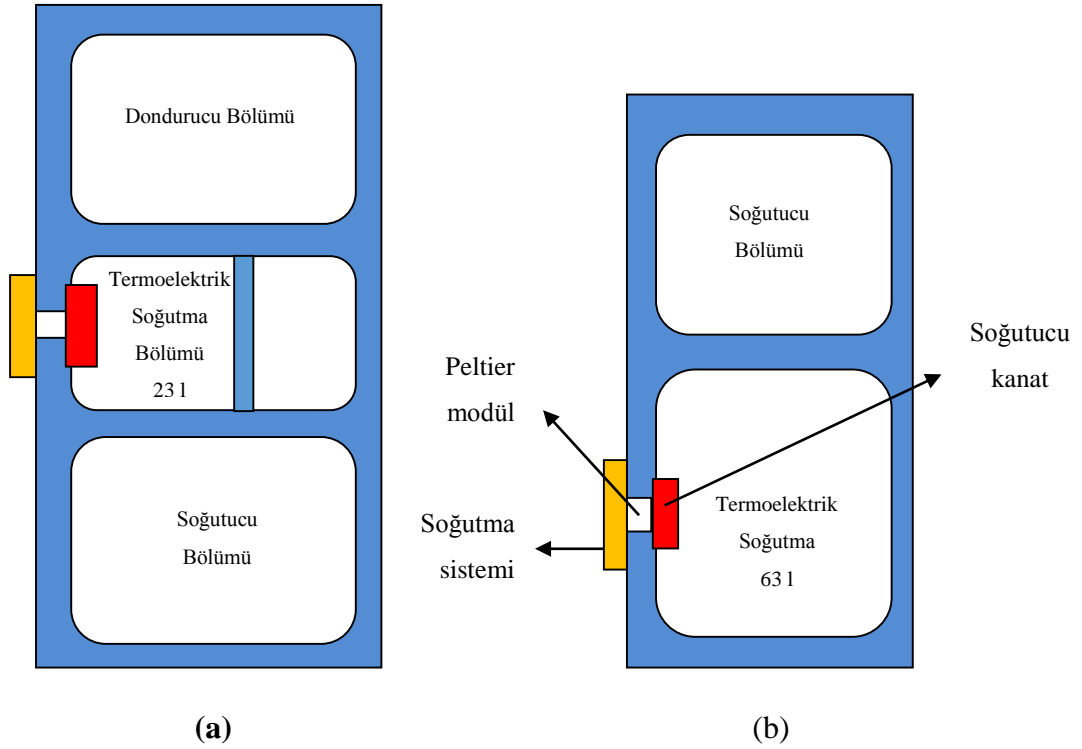 Dondurucu Bölümü
Termoelektrik
Soğutma
Bölümü
23 l
Soğutucu
Bölümü
(a)
Soğutucu
Bölümü
Peltier
modül
Soğutucu
kanat
Soğutma
sistemi
Termoelektrik
Soğutma
63 l
(b)